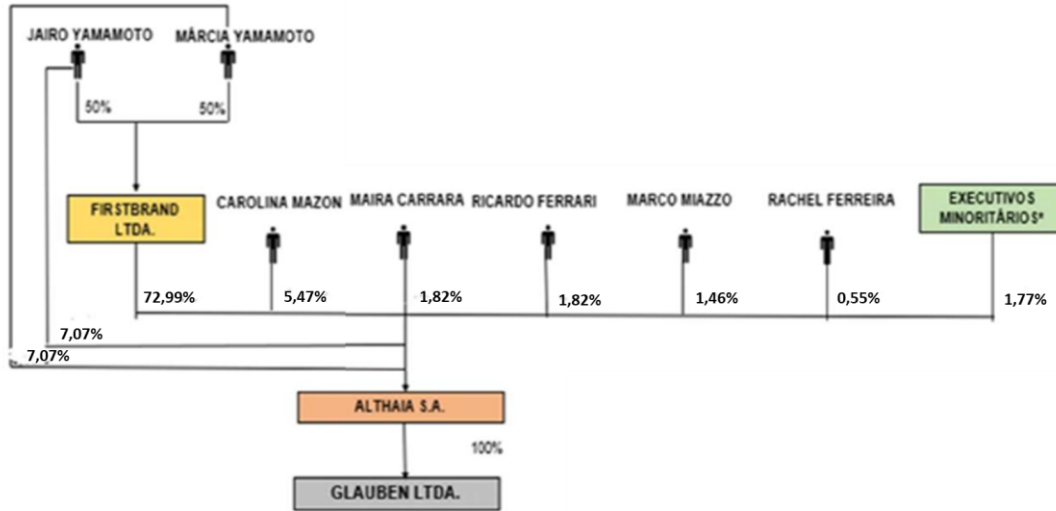 JAIRO YAMAMOTO
MÁRCIA YAMAMOTO
50%
50%
FIRSTBRAND
LTDA.
CAROLINA MAZON
MAIRA CARRARA
RICARDO FERRARI
MARCO MIAZZO
RACHEL FERREIRA
EXECUTIVOS
MINORITÁRIOS*
72,99%
5,47%
1,82%
1,82%
1,46%
0,55%
1,77%
7,07%
7,07%
ALTHAIA S.A.
100%
GLAUBEN LTDA.